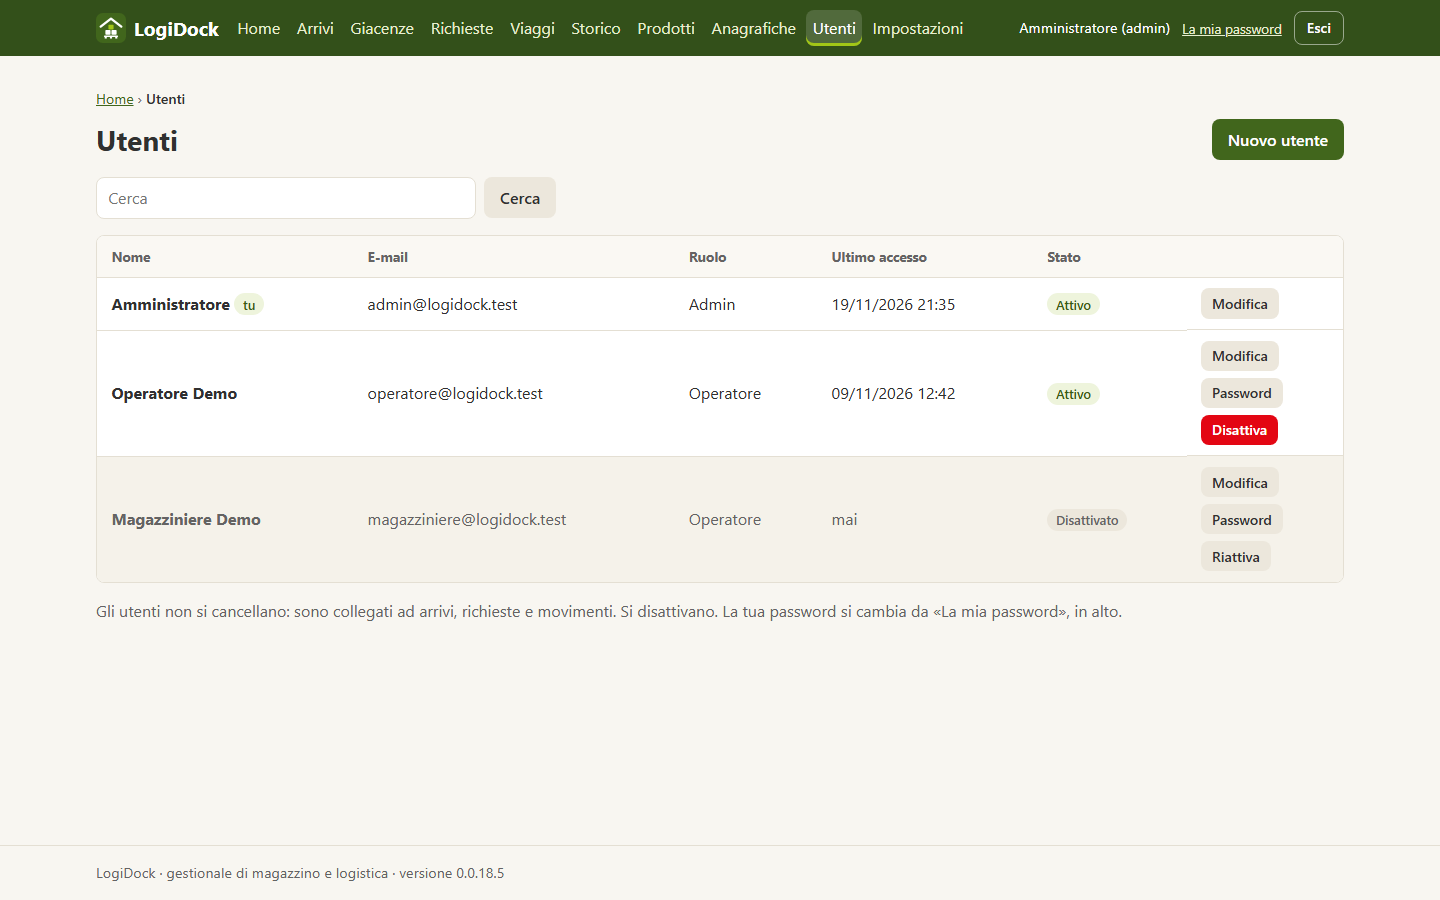 LogiDock Home Arrivi Giacenze Richieste Viaggi Storico Prodotti Anagrafiche Utenti Impostazioni Amministratore (admin) La mia password Esci
Home › Utenti
Utenti
Nuovo utente
Cerca Cerca
Nome E-mail Ruolo Ultimo accesso Stato
Amministratore tu admin@logidock.test Admin 19/11/2026 21:35 Attivo Modifica
Operatore Demo operatore@logidock.test Operatore 09/11/2026 12:42 Attivo Modifica
Password
Disattiva
Magazziniere Demo magazziniere@logidock.test Operatore mai Disattivato Modifica
Password
Riattiva
Gli utenti non si cancellano: sono collegati ad arrivi, richieste e movimenti. Si disattivano. La tua password si cambia da «La mia password», in alto.
LogiDock · gestionale di magazzino e logistica · versione 0.0.18.5